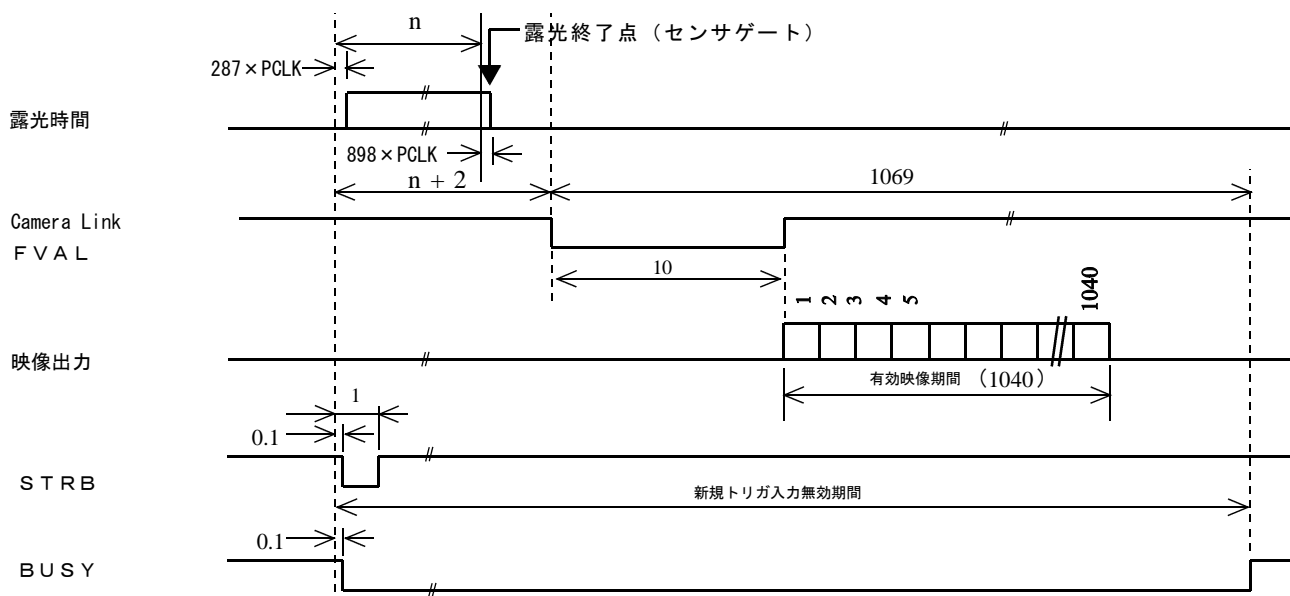 n
露光終了点（センサゲート）
287×PCLK
露光時間
898×PCLK
n + 2
1069
Camera Link
ＦＶＡＬ
10
1
2
3
4
5
1040
映像出力
有効映像期間 （1040）
1
0.1
ＳＴＲＢ
新規トリガ入力無効期間
0.1
ＢＵＳＹ